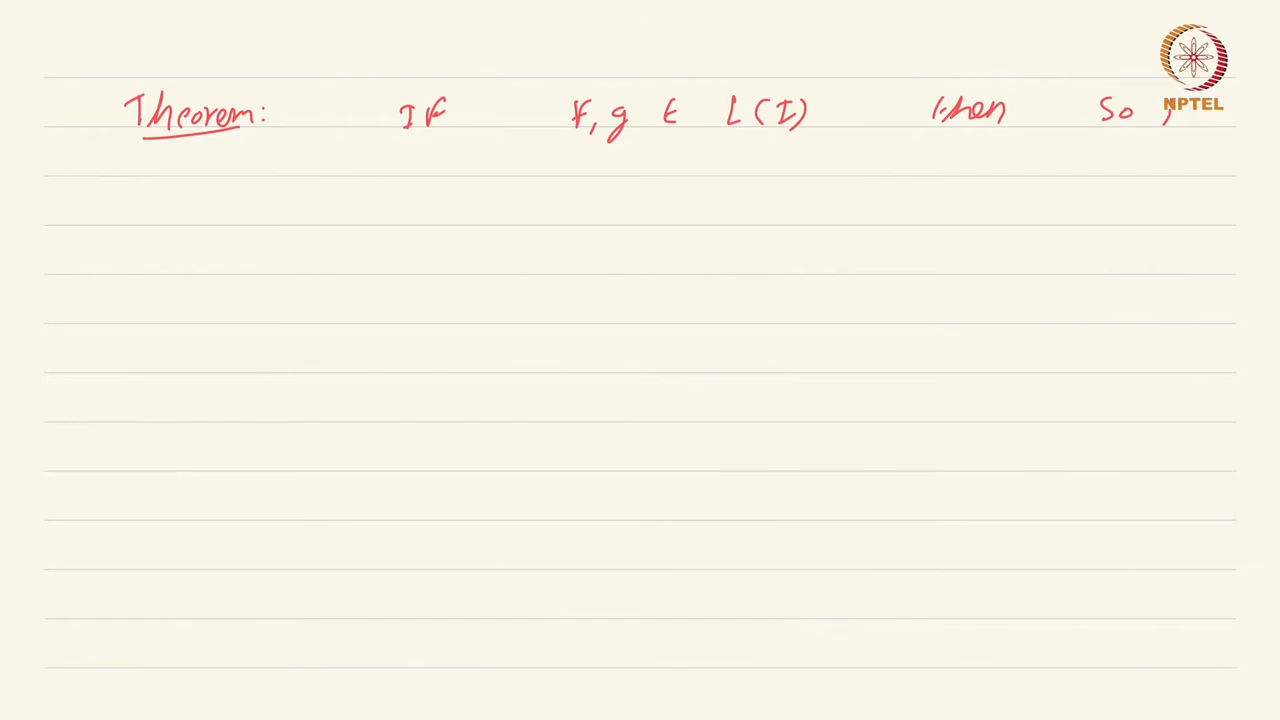 Theorem: IF F, g ∈ L(I) then so ,
NPTEL